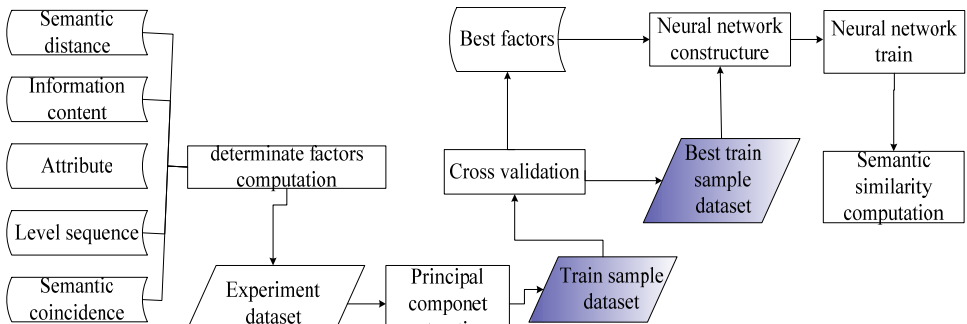 Semantic
distance
Information
content
Attribute
Level sequence
Semantic
coincidence
determinate factors
computation
Experiment
dataset
Principal
componet
Train sample
dataset
Cross validation
Best factors
Best train
sample
dataset
Neural network
constructure
Neural network
train
Semantic
similarity
computation